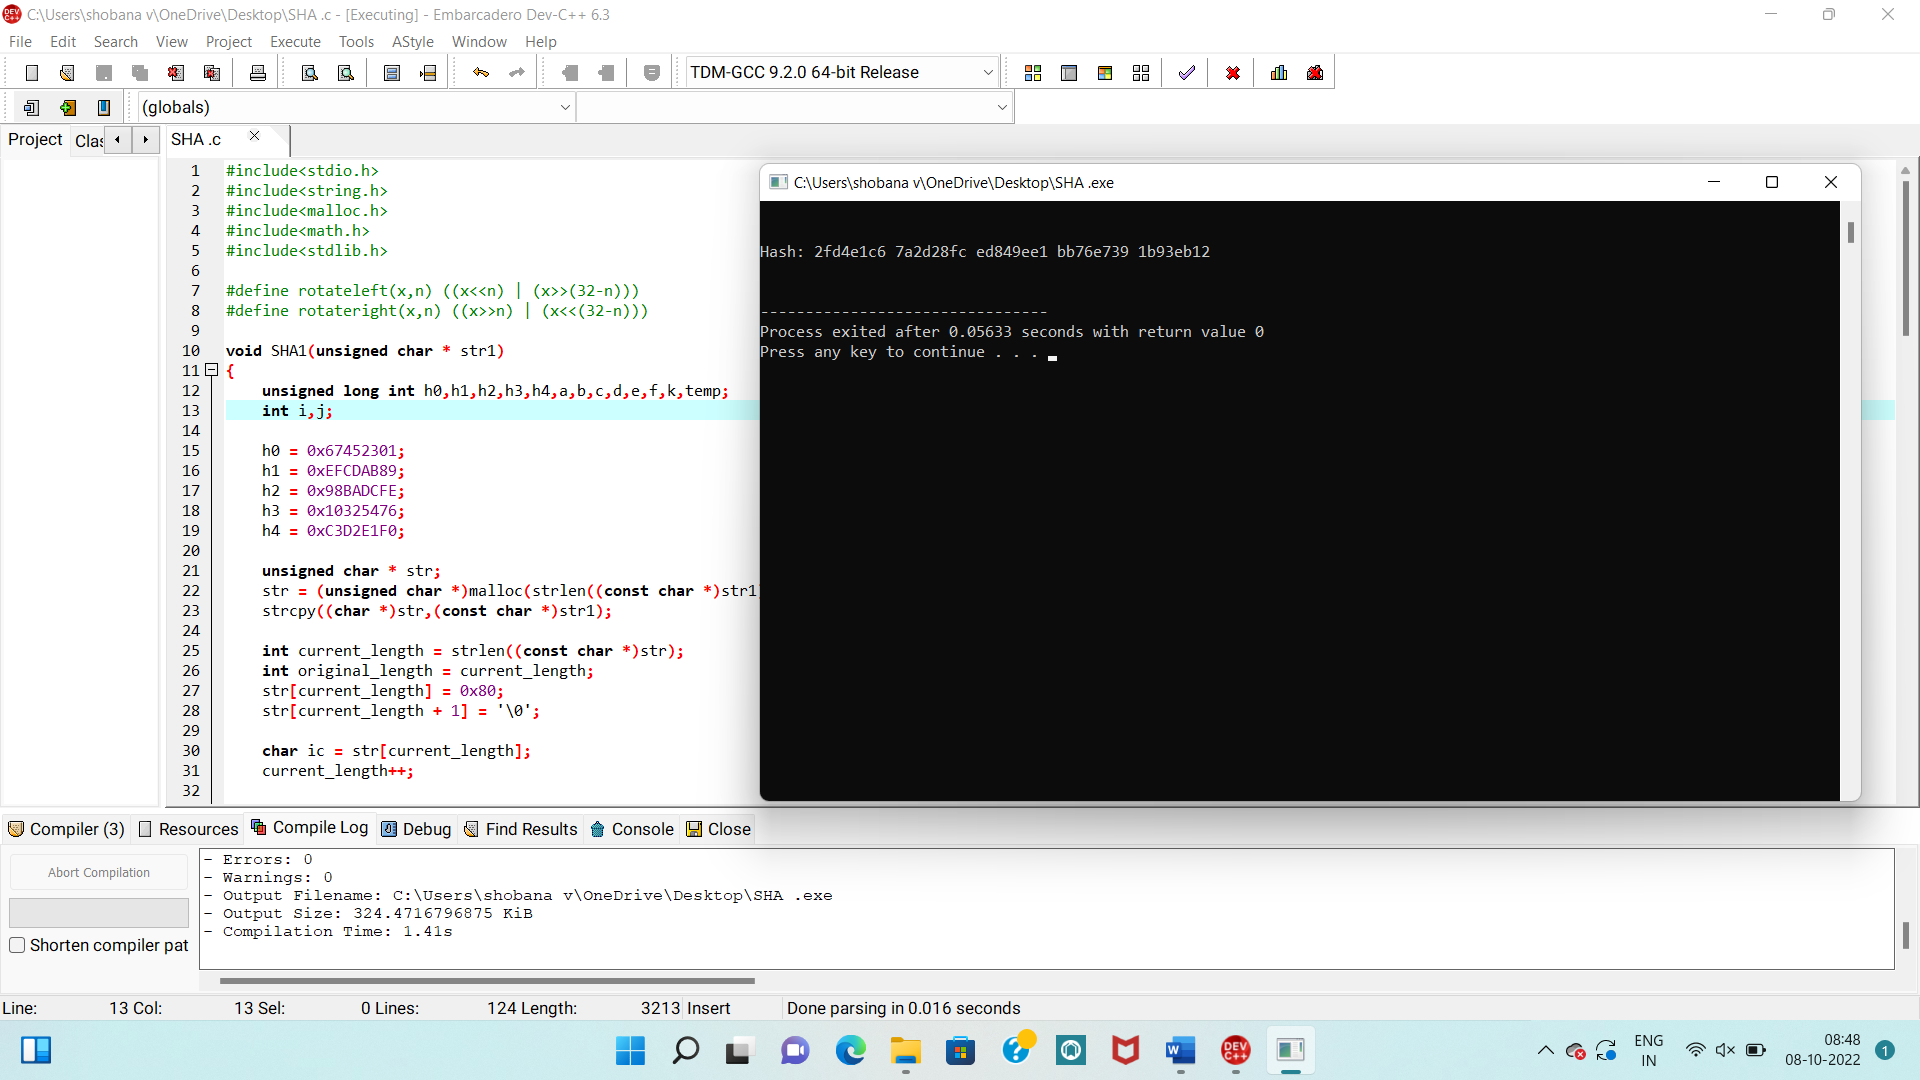 C:\Users\shobana v\OneDrive\Desktop\SHA .c - [Executing] - Embarcadero Dev-C++ 6.3
File Edit Search View Project Execute Tools AStyle Window Help
TDM-GCC 9.2.0 64-bit Release
(globals)
Project Clas SHA .c
1 #include<stdio.h>
2 #include<string.h>
3 #include<malloc.h>
4 #include<math.h>
5 #include<stdlib.h>
6
7 #define rotateleft(x,n) ((x<<n) | (x>>(32-n)))
8 #define rotateright(x,n) ((x>>n) | (x<<(32-n)))
9
10 void SHA1(unsigned char * str1)
11 {
12 unsigned long int h0,h1,h2,h3,h4,a,b,c,d,e,f,k,temp;
13 int i,j;
14
15 h0 = 0x67452301;
16 h1 = 0xEFCDAB89;
17 h2 = 0x98BADCFE;
18 h3 = 0x10325476;
19 h4 = 0xC3D2E1F0;
20
21 unsigned char * str;
22 str = (unsigned char *)malloc(strlen((const char *)str1)
23 strcpy((char *)str,(const char *)str1);
24
25 int current_length = strlen((const char *)str);
26 int original_length = current_length;
27 str[current_length] = 0x80;
28 str[current_length + 1] = '\0';
29
30 char ic = str[current_length];
31 current_length++;
32
C:\Users\shobana v\OneDrive\Desktop\SHA .exe
Hash: 2fd4e1c6 7a2d28fc ed849ee1 bb76e739 1b93eb12
--------------------------------
Process exited after 0.05633 seconds with return value 0
Press any key to continue . . .
Compiler (3) Resources Compile Log Debug Find Results Console Close
Abort Compilation
Shorten compiler pat
- Errors: 0
- Warnings: 0
- Output Filename: C:\Users\shobana v\OneDrive\Desktop\SHA .exe
- Output Size: 324.4716796875 KiB
- Compilation Time: 1.41s
Line: 13 Col: 13 Sel: 0 Lines: 124 Length: 3213 Insert Done parsing in 0.016 seconds
DEV C++
ENG
IN
08:48
08-10-2022
1